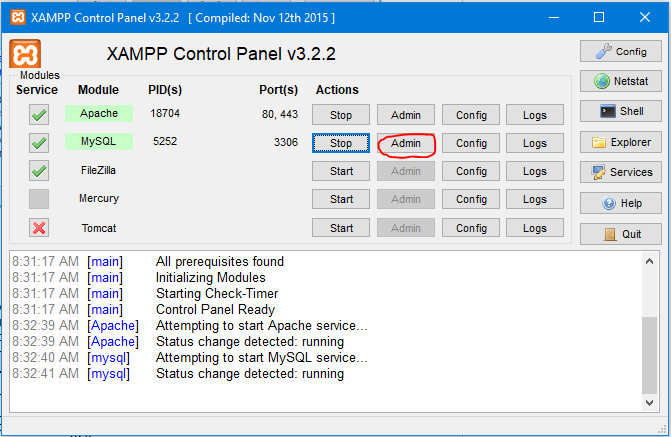 XAMPP Control Panel v3.2.2 [ Compiled: Nov 12th 2015 ]
XAMPP Control Panel v3.2.2
Config
Modules
Service Module PID(s) Port(s) Actions
Netstat
Apache 18704 80, 443 Stop Admin Config Logs
Shell
MySQL 5252 3306 Stop Admin Config Logs
Explorer
FileZilla Start Admin Config Logs
Services
Mercury Start Admin Config Logs
Help
Tomcat Start Admin Config Logs
Quit
8:31:17 AM [main] All prerequisites found
8:31:17 AM [main] Initializing Modules
8:31:17 AM [main] Starting Check-Timer
8:31:17 AM [main] Control Panel Ready
8:32:39 AM [Apache] Attempting to start Apache service...
8:32:39 AM [Apache] Status change detected: running
8:32:40 AM [mysql] Attempting to start MySQL service...
8:32:41 AM [mysql] Status change detected: running